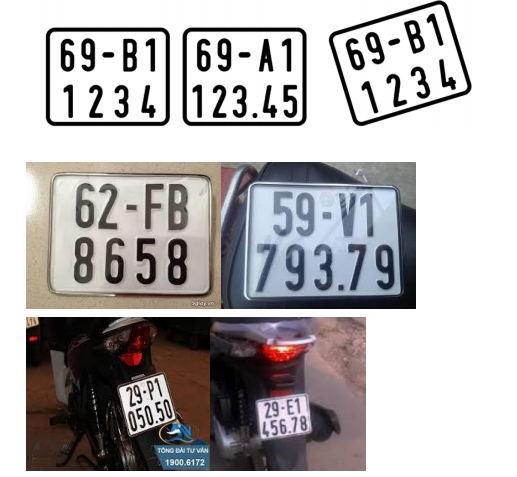 69-B1
1234
69-A1
123.45
69-B1
1234
62-FB
8658
59-V1
793.79
29-P1
050.50
TỔNG ĐÀI TƯ VẤN
1900.6172
29-E1
456.78